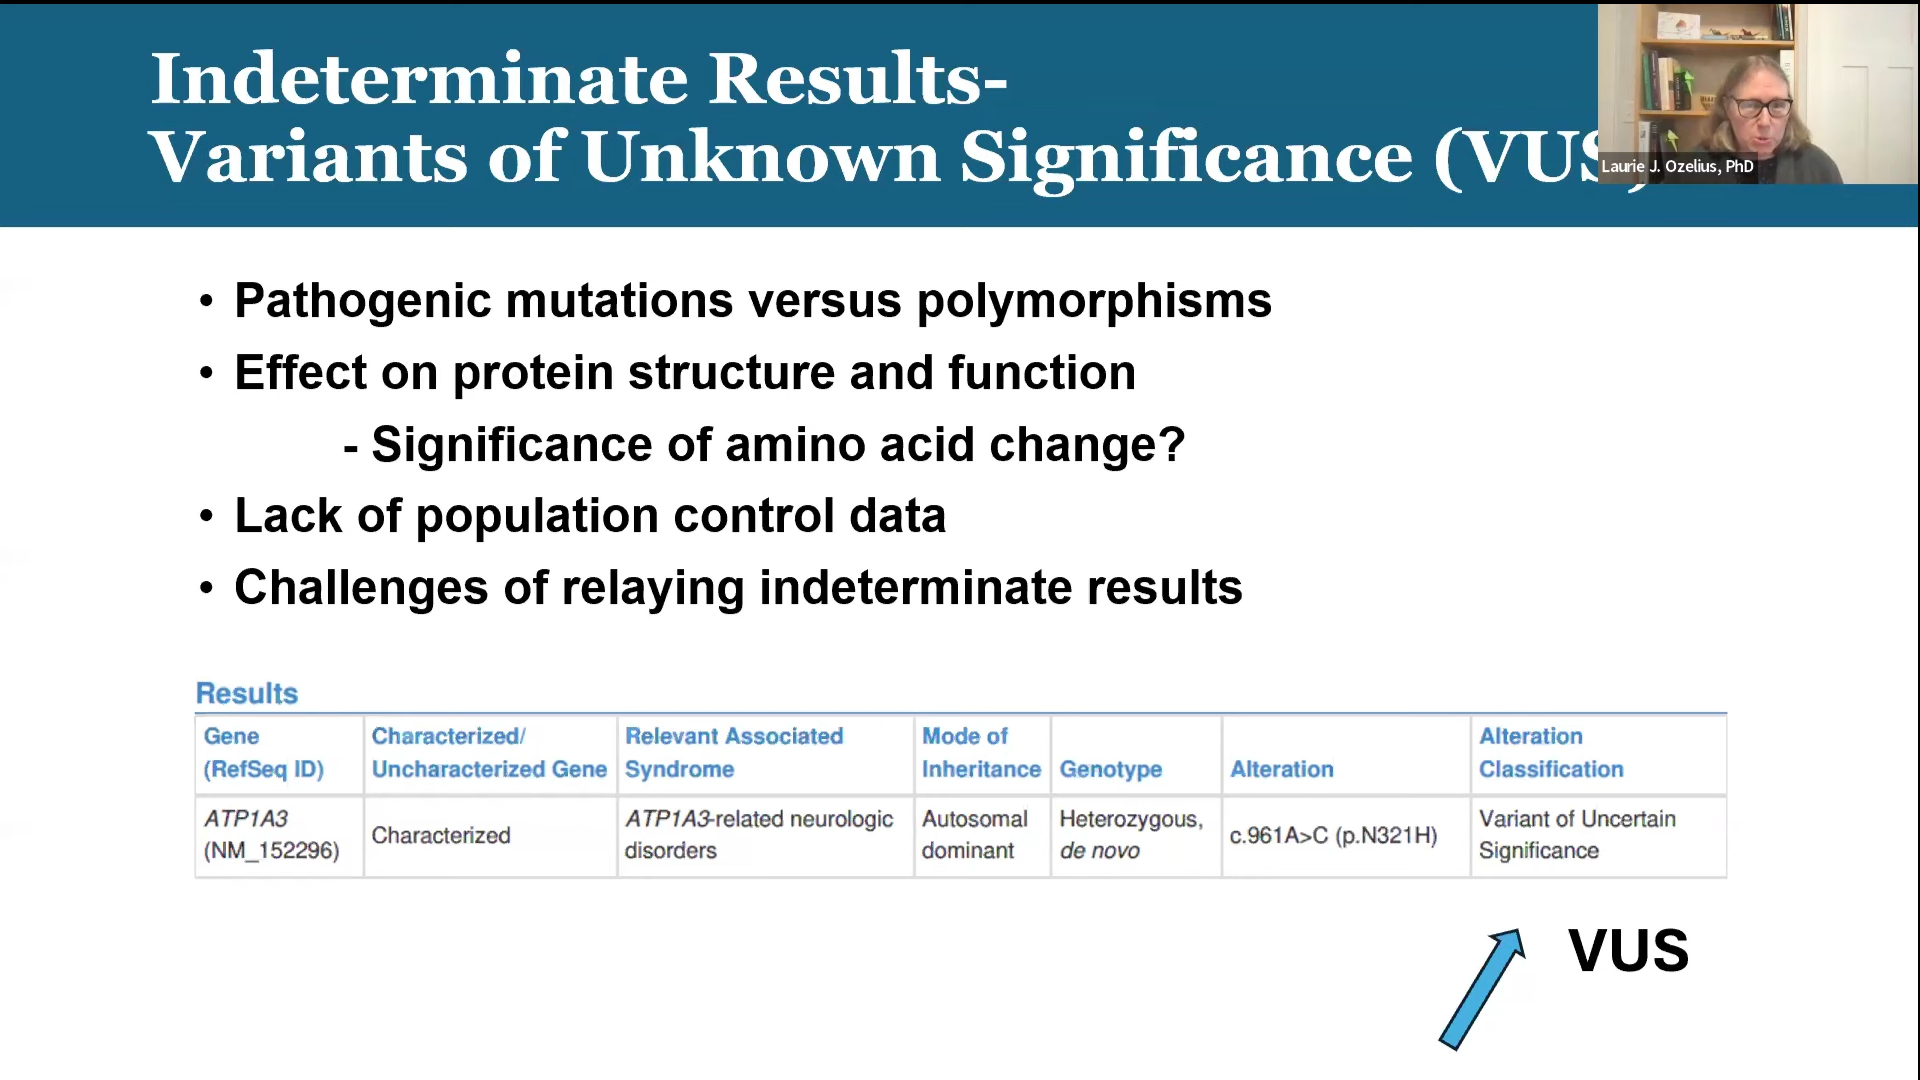 Indeterminate Results-
Variants of Unknown Significance (VUS)
Laurie J. Ozelius, PhD
• Pathogenic mutations versus polymorphisms
• Effect on protein structure and function
- Significance of amino acid change?
• Lack of population control data
• Challenges of relaying indeterminate results
Results
Gene (RefSeq ID) Characterized/ Uncharacterized Gene Relevant Associated Syndrome Mode of Inheritance Genotype Alteration Alteration Classification
ATP1A3 (NM_152296) Characterized ATP1A3-related neurologic disorders Autosomal dominant Heterozygous, de novo c.961A>C (p.N321H) Variant of Uncertain Significance
VUS